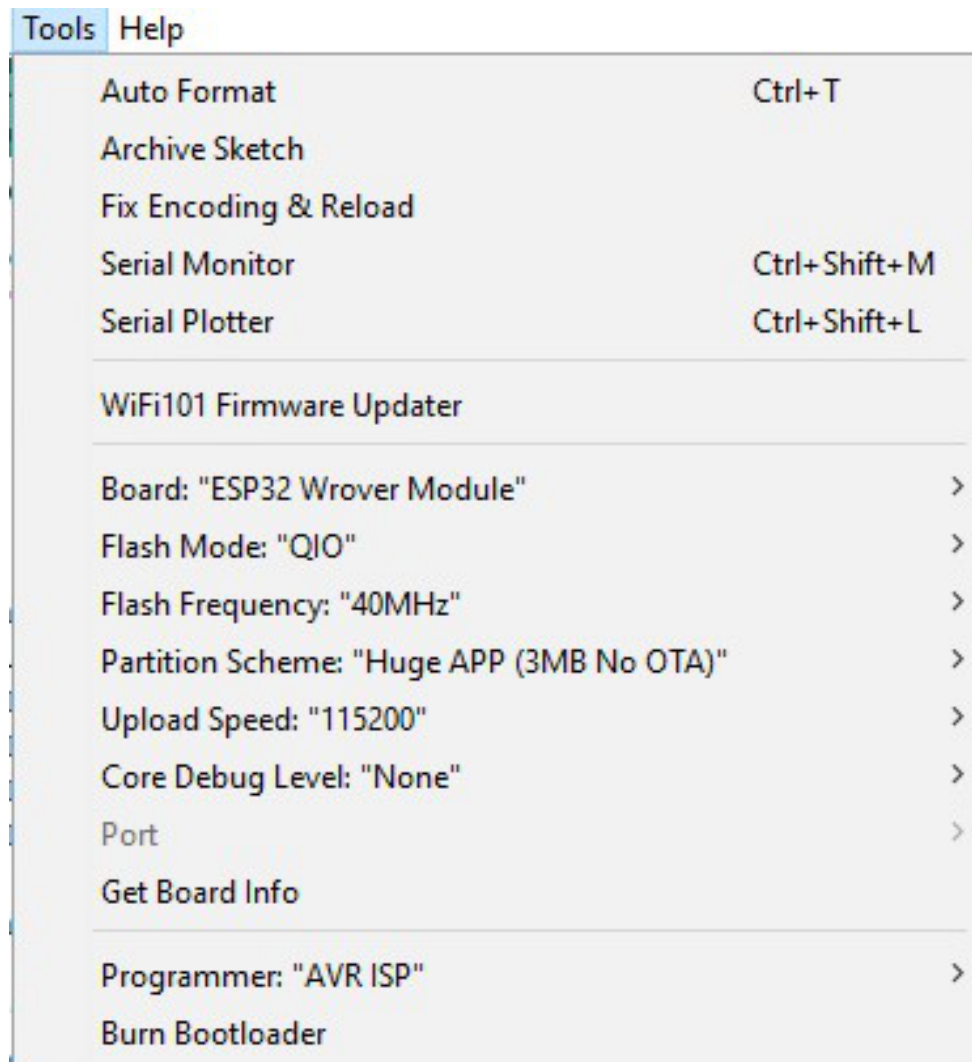 Tools Help
Auto Format Ctrl+T
Archive Sketch
Fix Encoding & Reload
Serial Monitor Ctrl+Shift+M
Serial Plotter Ctrl+Shift+L
WiFi101 Firmware Updater
Board: "ESP32 Wrover Module"
Flash Mode: "QIO"
Flash Frequency: "40MHz"
Partition Scheme: "Huge APP (3MB No OTA)"
Upload Speed: "115200"
Core Debug Level: "None"
Port
Get Board Info
Programmer: "AVR ISP"
Burn Bootloader